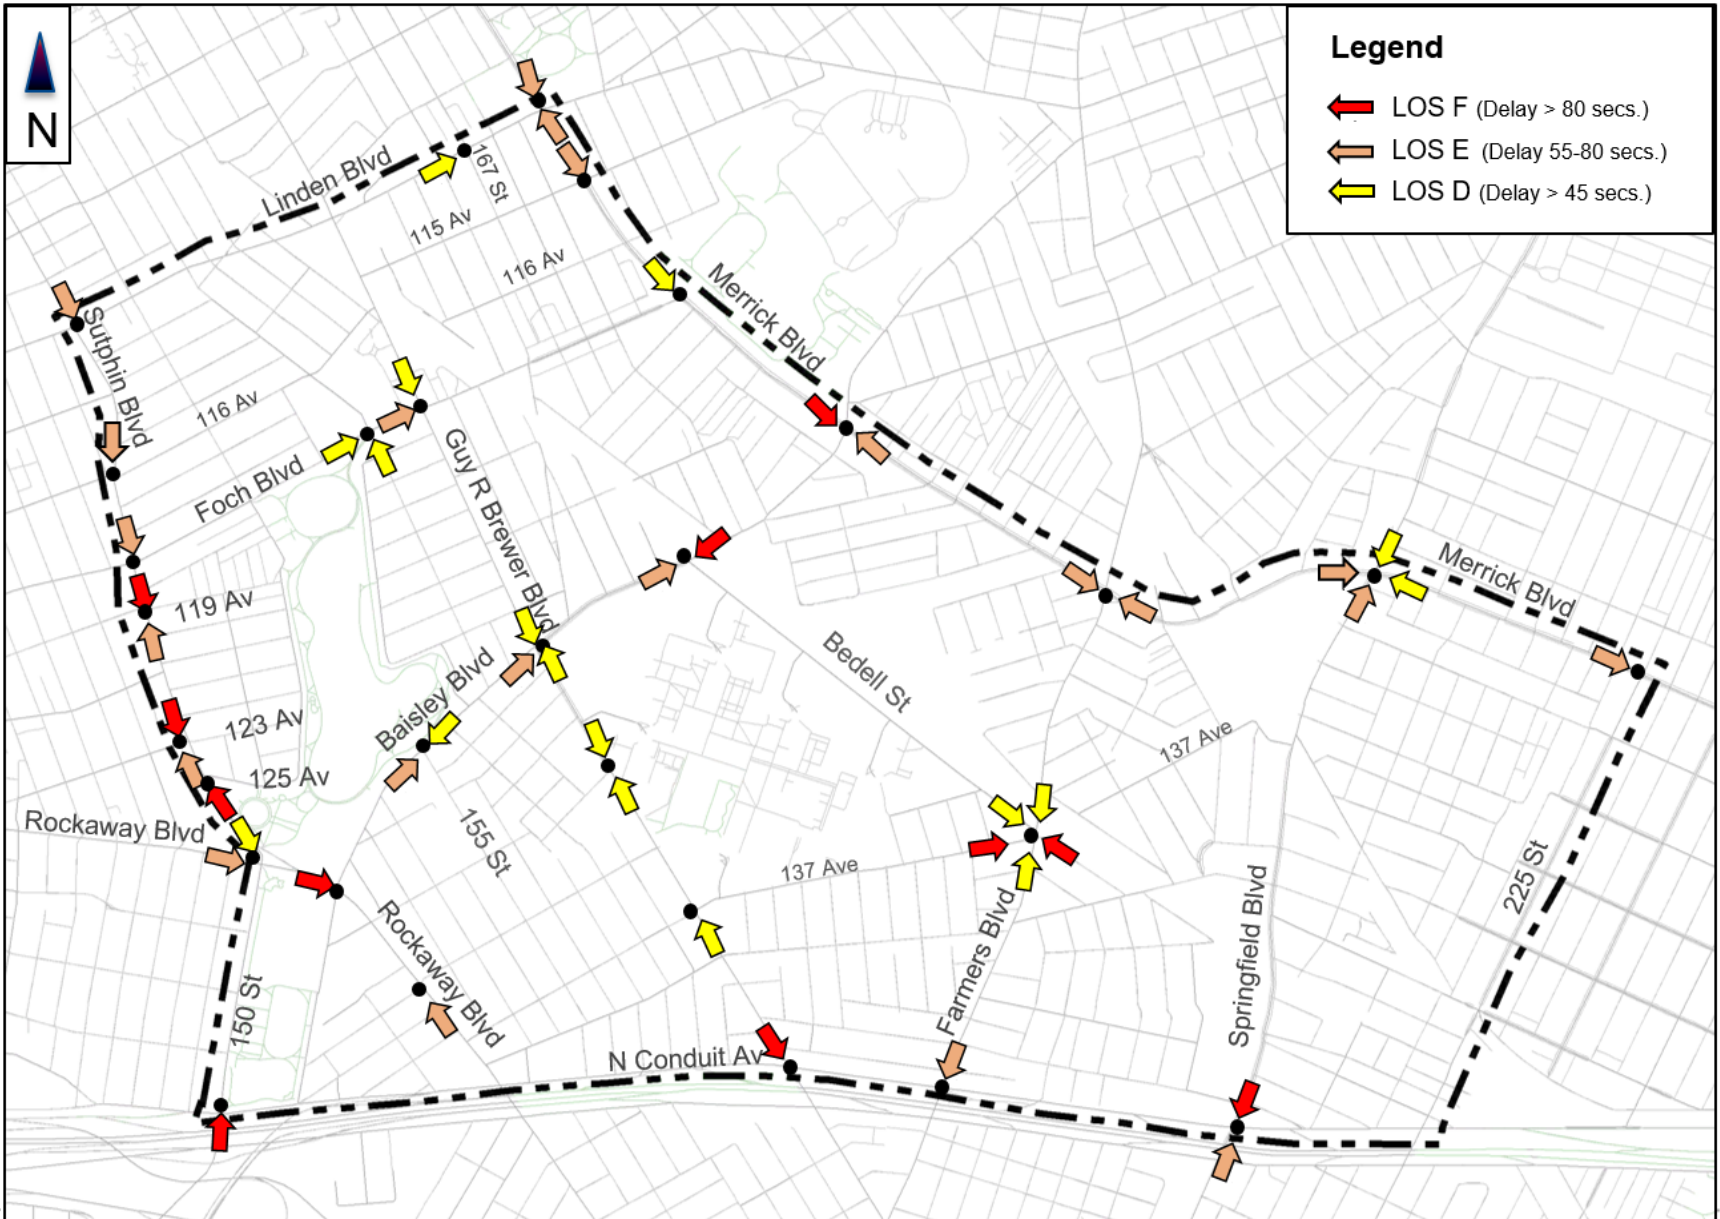 Legend
LOS F (Delay > 80 secs.)
LOS E (Delay 55-80 secs.)
LOS D (Delay > 45 secs.)
N
Linden Blvd
167 St
115 Av
116 Av
Merrick Blvd
Sutphin Blvd
116 Av
Foch Blvd
Guy R Brewer Blvd
119 Av
Merrick Blvd
Bedell St
Baisley Blvd
123 Av
125 Av
137 Ave
Rockaway Blvd
155 St
137 Ave
225 St
Springfield Blvd
Farmers Blvd
Rockaway Blvd
150 St
N Conduit Av